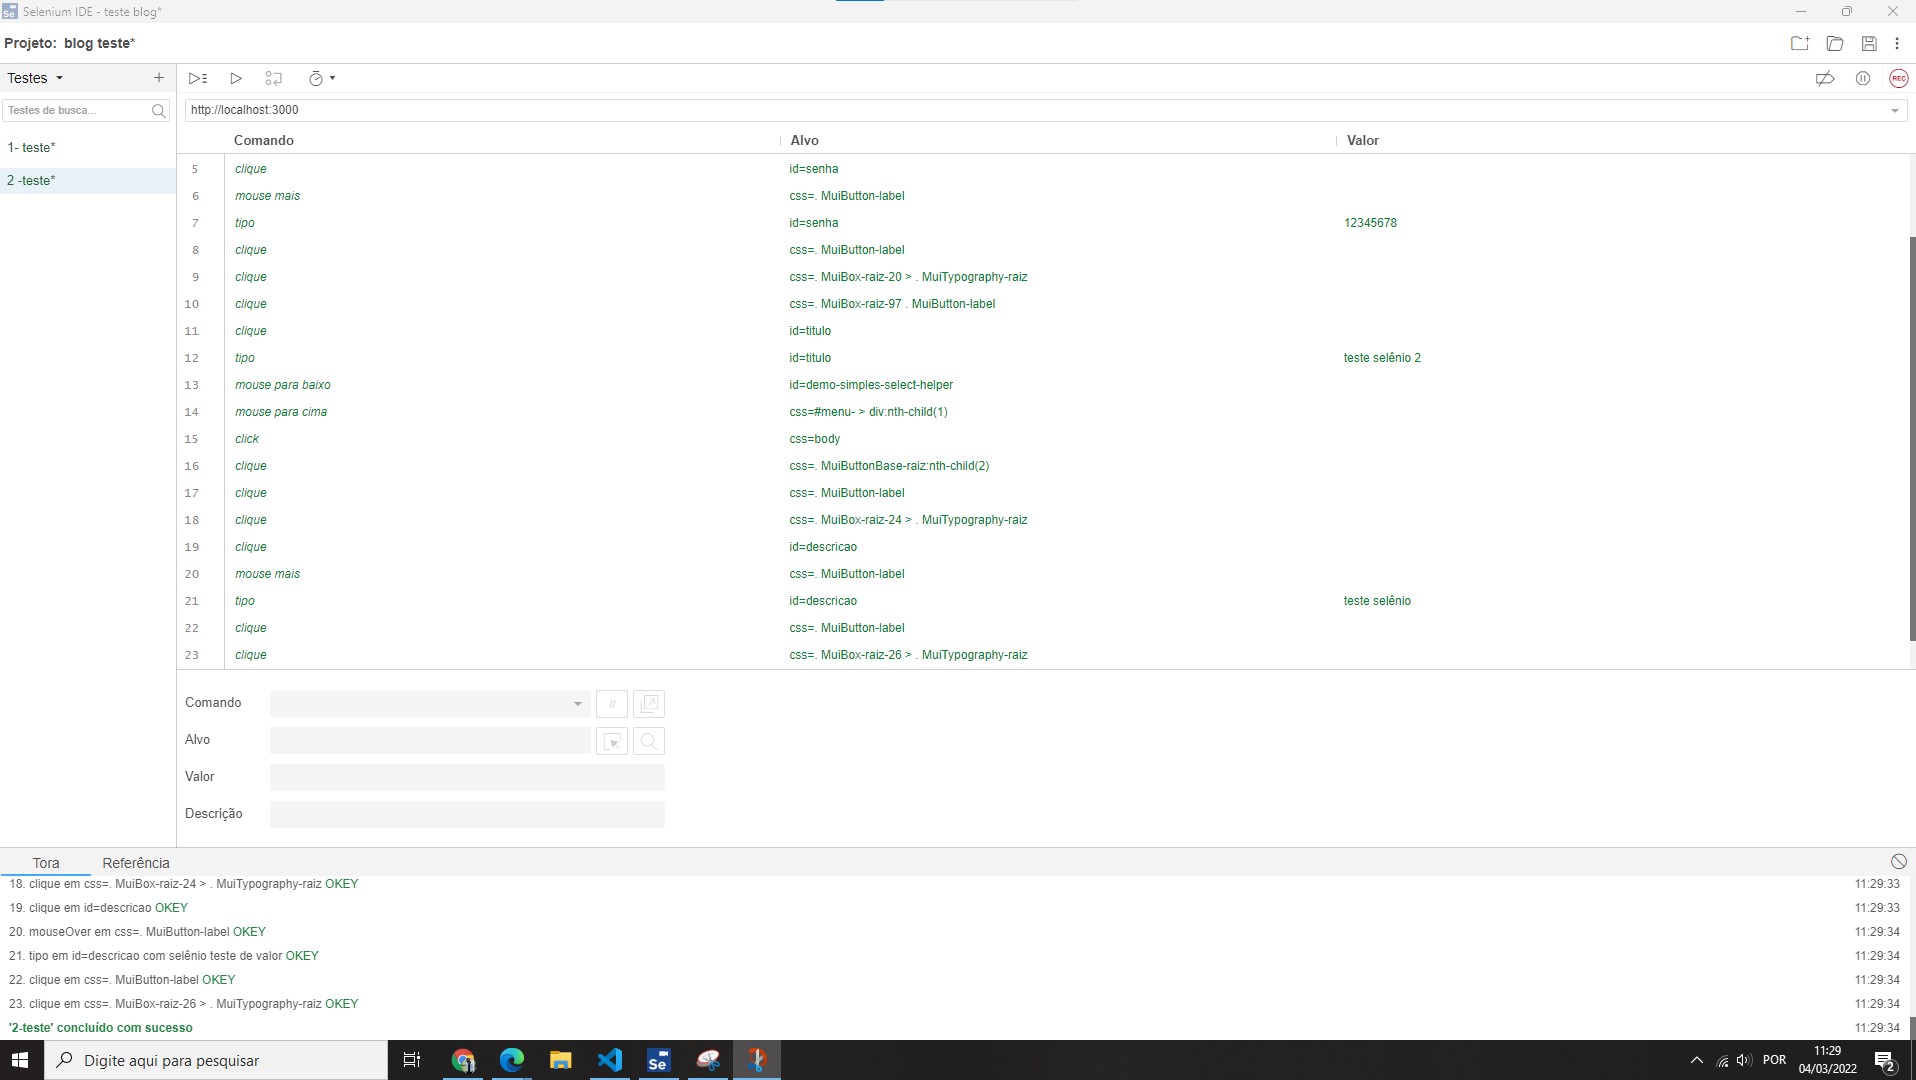 Selenium IDE - teste blog*
Projeto: blog teste*
Testes
Testes de busca...
1- teste*
2 -teste*
REC
http://localhost:3000
Comando Alvo Valor
5 clique id=senha
6 mouse mais css=. MuiButton-label
7 tipo id=senha 12345678
8 clique css=. MuiButton-label
9 clique css=. MuiBox-raiz-20 > . MuiTypography-raiz
10 clique css=. MuiBox-raiz-97 . MuiButton-label
11 clique id=titulo
12 tipo id=titulo teste selênio 2
13 mouse para baixo id=demo-simples-select-helper
14 mouse para cima css=#menu- > div:nth-child(1)
15 click css=body
16 clique css=. MuiButtonBase-raiz:nth-child(2)
17 clique css=. MuiButton-label
18 clique css=. MuiBox-raiz-24 > . MuiTypography-raiz
19 clique id=descricao
20 mouse mais css=. MuiButton-label
21 tipo id=descricao teste selênio
22 clique css=. MuiButton-label
23 clique css=. MuiBox-raiz-26 > . MuiTypography-raiz
Comando //
Alvo
Valor
Descrição
Tora Referência
18. clique em css=. MuiBox-raiz-24 > . MuiTypography-raiz OKEY 11:29:33
19. clique em id=descricao OKEY 11:29:33
20. mouseOver em css=. MuiButton-label OKEY 11:29:34
21. tipo em id=descricao com selênio teste de valor OKEY 11:29:34
22. clique em css=. MuiButton-label OKEY 11:29:34
23. clique em css=. MuiBox-raiz-26 > . MuiTypography-raiz OKEY 11:29:34
'2-teste' concluído com sucesso 11:29:34
Digite aqui para pesquisar
Se
POR
11:29
04/03/2022
2